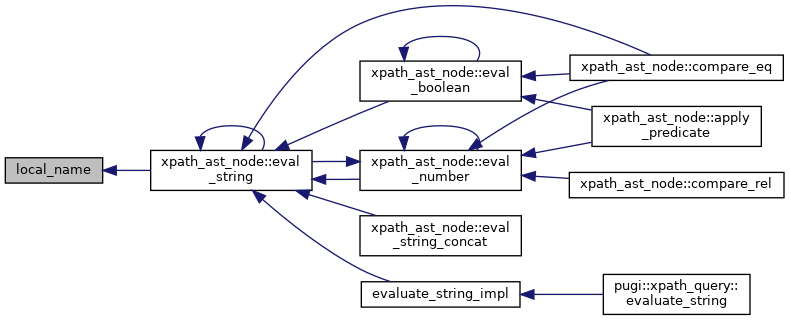 local_name
xpath_ast_node::eval
_string
xpath_ast_node::eval
_boolean
xpath_ast_node::eval
_number
xpath_ast_node::eval
_string_concat
evaluate_string_impl
xpath_ast_node::compare_eq
xpath_ast_node::apply
_predicate
xpath_ast_node::compare_rel
pugi::xpath_query::
evaluate_string